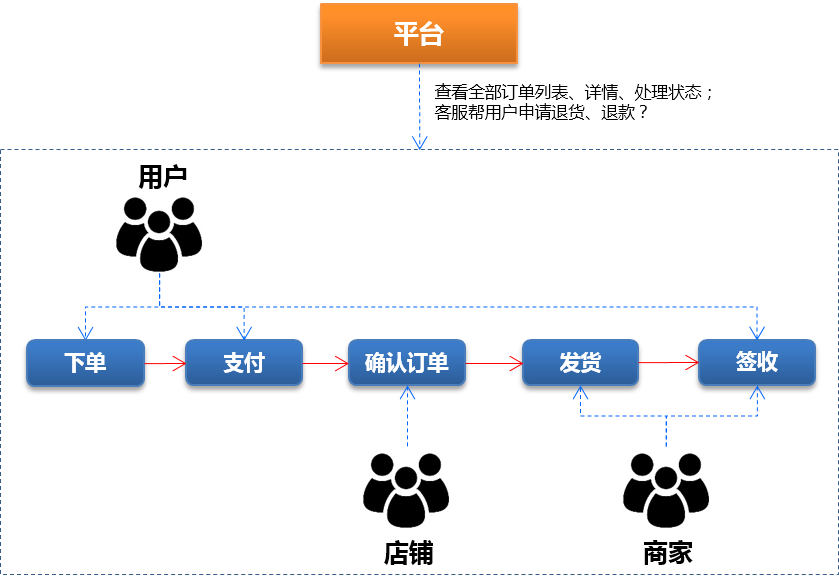 平台
查看全部订单列表、详情、处理状态；
客服帮用户申请退货、退款？
用户
下单
支付
确认订单
发货
签收
店铺
商家